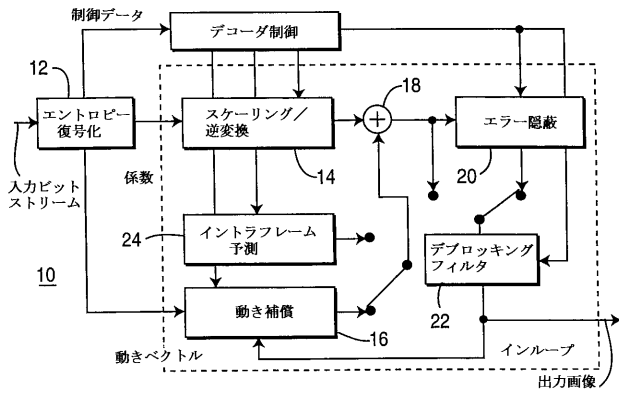 制御データ
デコーダ制御
12
18
エントロピー
復号化
スケーリング／
逆変換
エラー隠蔽
14
20
入力ビット
ストリーム
係数
24
イントラフレーム
予測
デブロッキング
フィルタ
10
動き補償
22
16
動きベクトル
インループ
出力画像